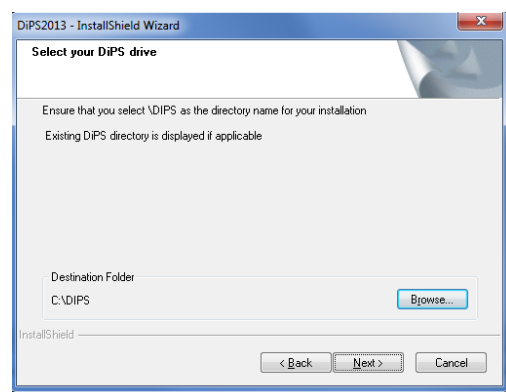 DiPS2013 - InstallShield Wizard
Select your DiPS drive
Ensure that you select \DIPS as the directory name for your installation
Existing DiPS directory is displayed if applicable
Destination Folder
C:\DIPS
Browse...
InstallShield
< Back
Next >
Cancel